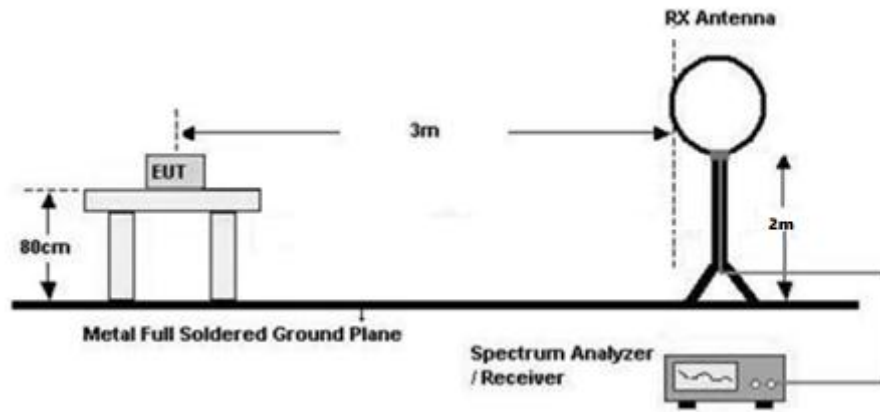 RX Antenna
3m
EUT
80cm
2m
Metal Full Soldered Ground Plane
Spectrum Analyzer
/ Receiver